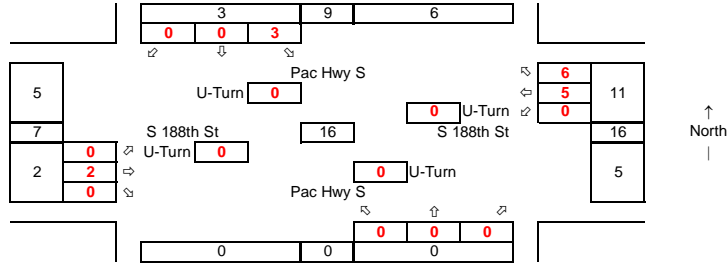 3 9 6
0 0 3
⬃ ⇩ ⬂
Pac Hwy S
⬁ 6
5 U-Turn 0 ⇦ 5 11
0 U-Turn ⬃ 0
7 S 188th St 16 S 188th St 16
↑
North
|
0 ⬀ U-Turn 0
2 2 ⇨ 0 U-Turn 5
0 ⬂ Pac Hwy S
⬁ ⇧ ⬀
0 0 0
0 0 0